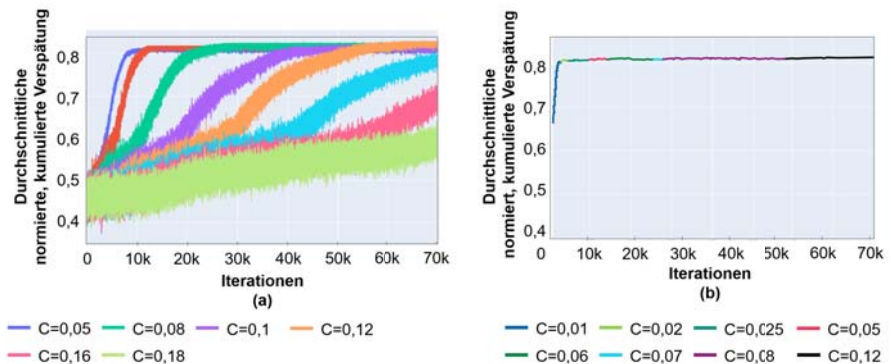 Durchschnittliche
normierte, kumulierte Verspätung
0,8
0,7
0,6
0,5
0,4
0 10k 20k 30k 40k 50k 60k 70k
Iterationen
(a)
C=0,05 C=0,08 C=0,1 C=0,12
C=0,16 C=0,18
Durchschnittliche
normiert, kumulierte Verspätung
0,8
0,7
0,6
0,5
0,4
0 10k 20k 30k 40k 50k 60k 70k
Iterationen
(b)
C=0,01 C=0,02 C=0,025 C=0,05
C=0,06 C=0,07 C=0,08 C=0,12